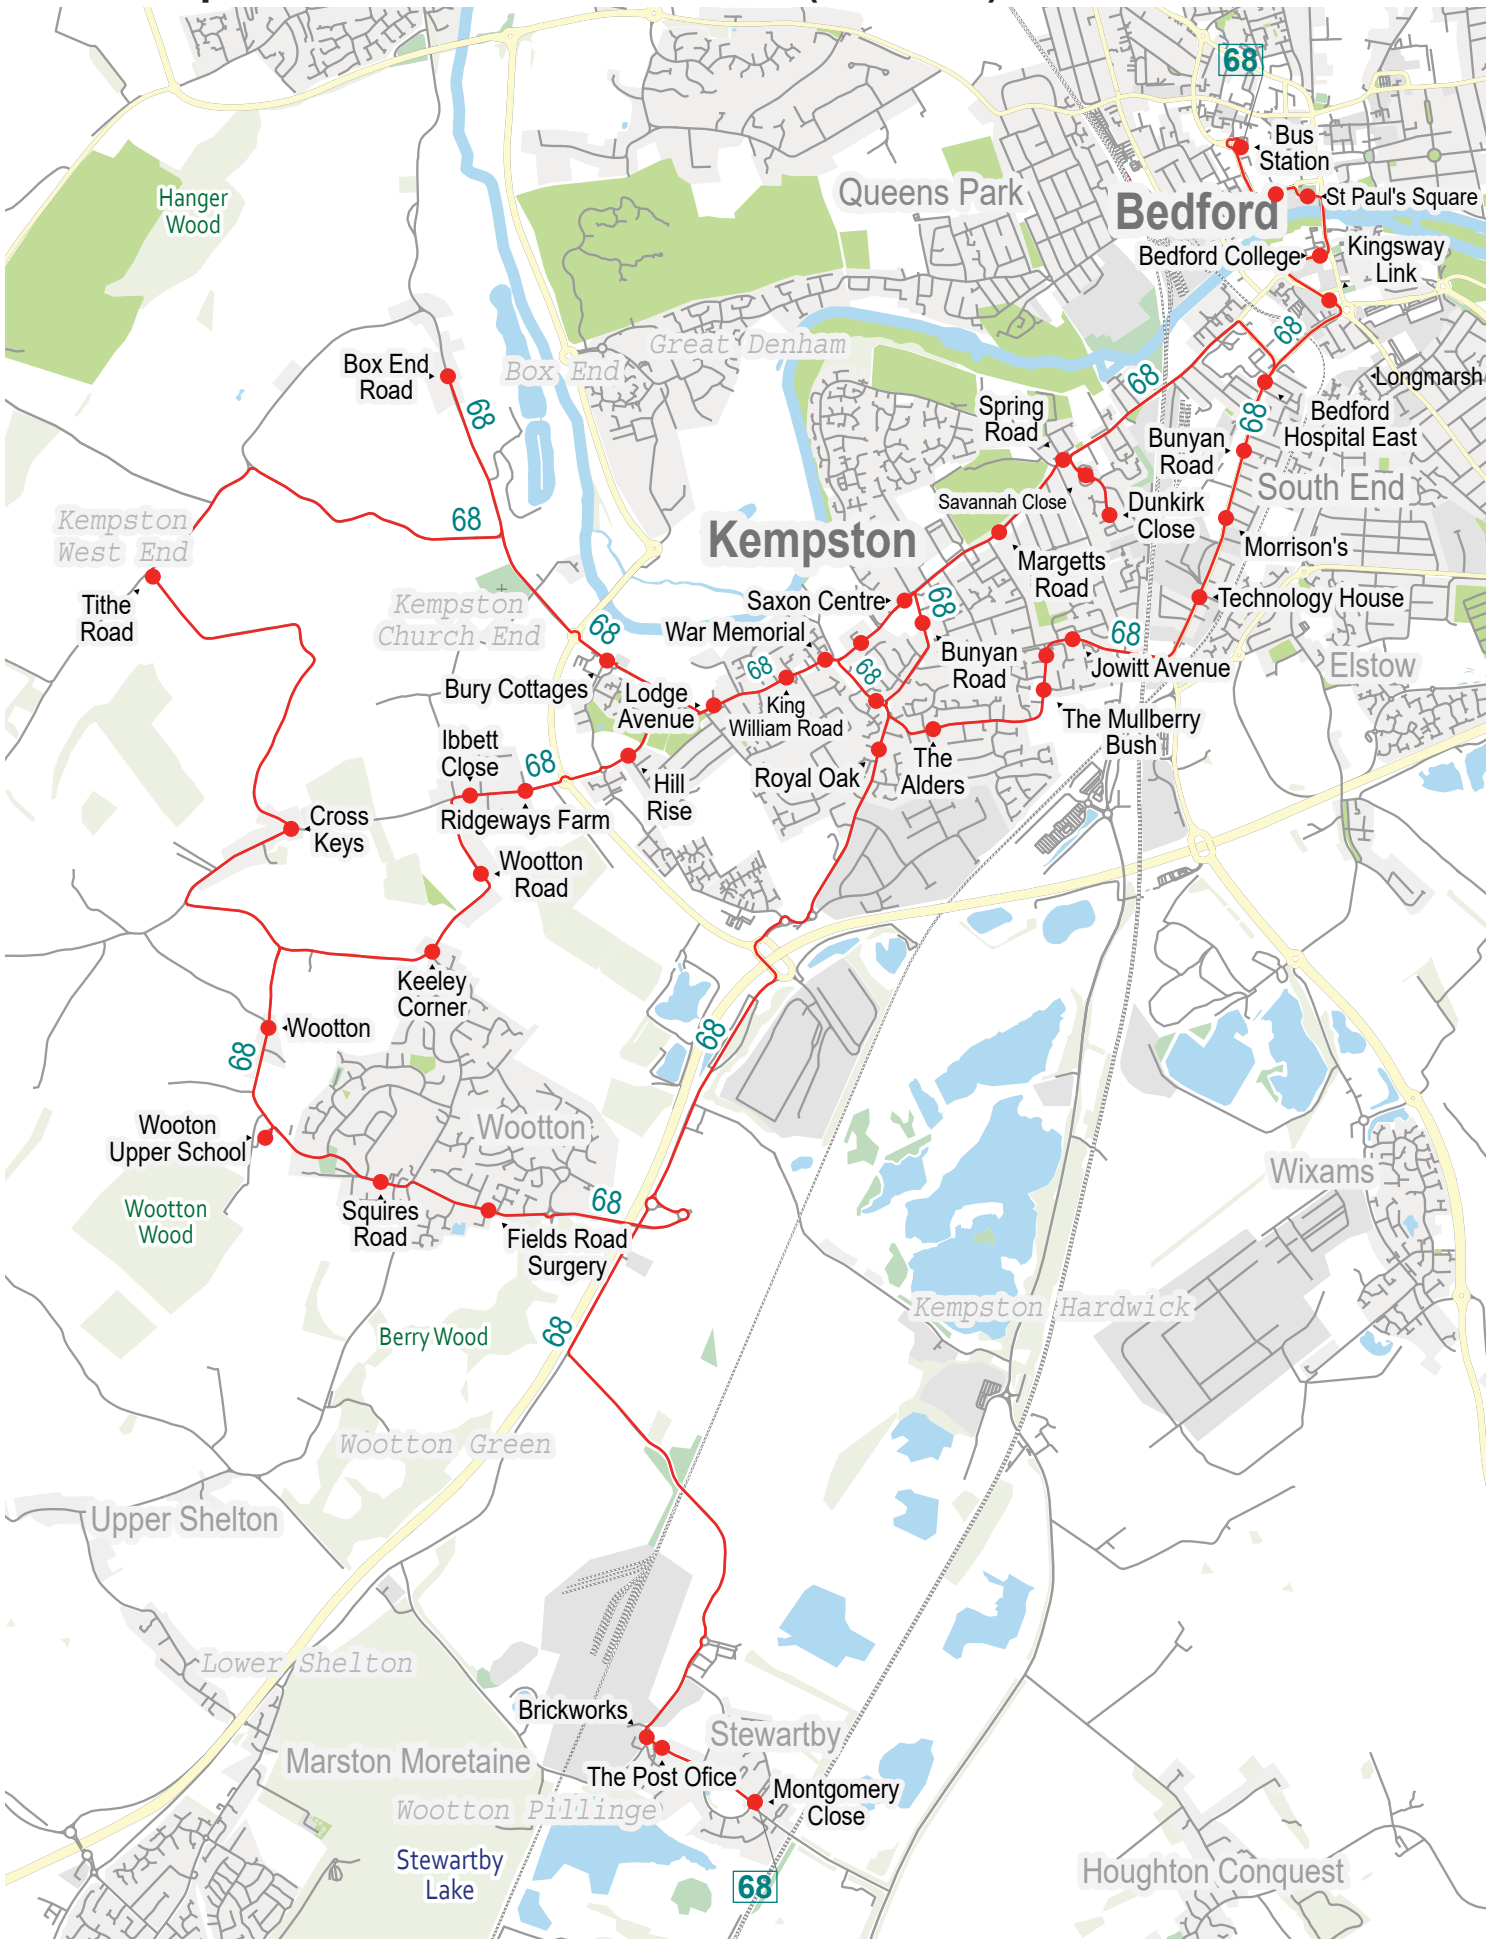 68
Bus
Station
Hanger
Wood
Queens Park
Bedford
St Paul's Square
Bedford College
Kingsway
Link
68
Great Denham
Box End
Road
Box End
68
68
Longmarsh
Spring
Road
Bedford
Hospital East
68
Bunyan
Road
South End
Savannah Close
Dunkirk
Close
Kempston
West End
68
Kempston
Morrison's
Margetts
Road
Tithe
Road
Kempston
Church End
Saxon Centre
68
Technology House
68
War Memorial
68
Bunyan
Road
Jowitt Avenue
Elstow
68
68
Bury Cottages
Lodge
Avenue
King
William Road
The Mullberry
Bush
Ibbett
Close
68
Hill
Rise
Royal Oak
The
Alders
Ridgeways Farm
Cross
Keys
Wootton
Road
Keeley
Corner
Wootton
68
68
Wooton
Upper School
Wootton
Wixams
Wootton
Wood
Squires
Road
68
Fields Road
Surgery
Kempston Hardwick
Berry Wood
68
Wootton Green
Upper Shelton
Lower Shelton
Brickworks
Stewartby
Marston Moretaine
The Post Ofice
Montgomery
Close
Wootton Pillinge
Stewartby
Lake
68
Houghton Conquest